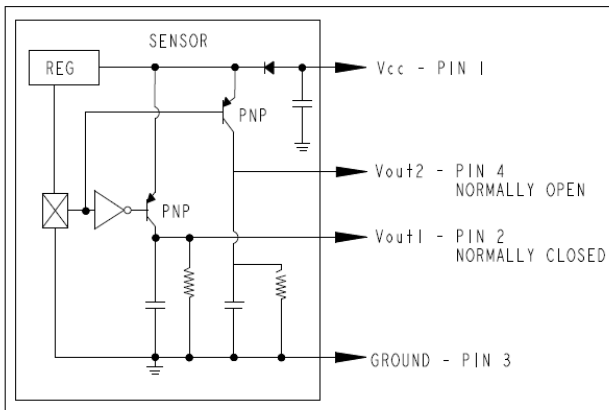 SENSOR
REG
Vcc - PIN 1
PNP
Vout2 - PIN 4
NORMALLY OPEN
PNP
Vout1 - PIN 2
NORMALLY CLOSED
GROUND - PIN 3